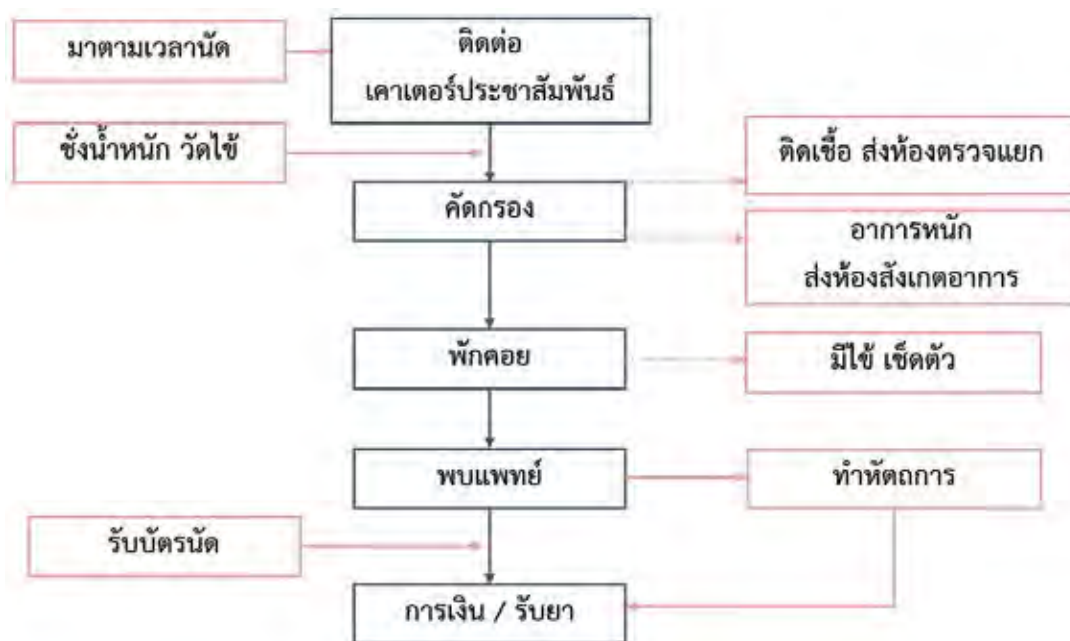 มาตามเวลานัด
ติดต่อ
เคาเตอร์ประชาสัมพันธ์
ชั่งน้ำหนัก วัดไข้
ติดเชื้อ ส่งห้องตรวจแยก
คัดกรอง
อาการหนัก
ส่งห้องสังเกตอาการ
พักคอย
มีไข้ เช็ดตัว
พบแพทย์
ทำหัตถการ
รับบัตรนัด
การเงิน / รับยา